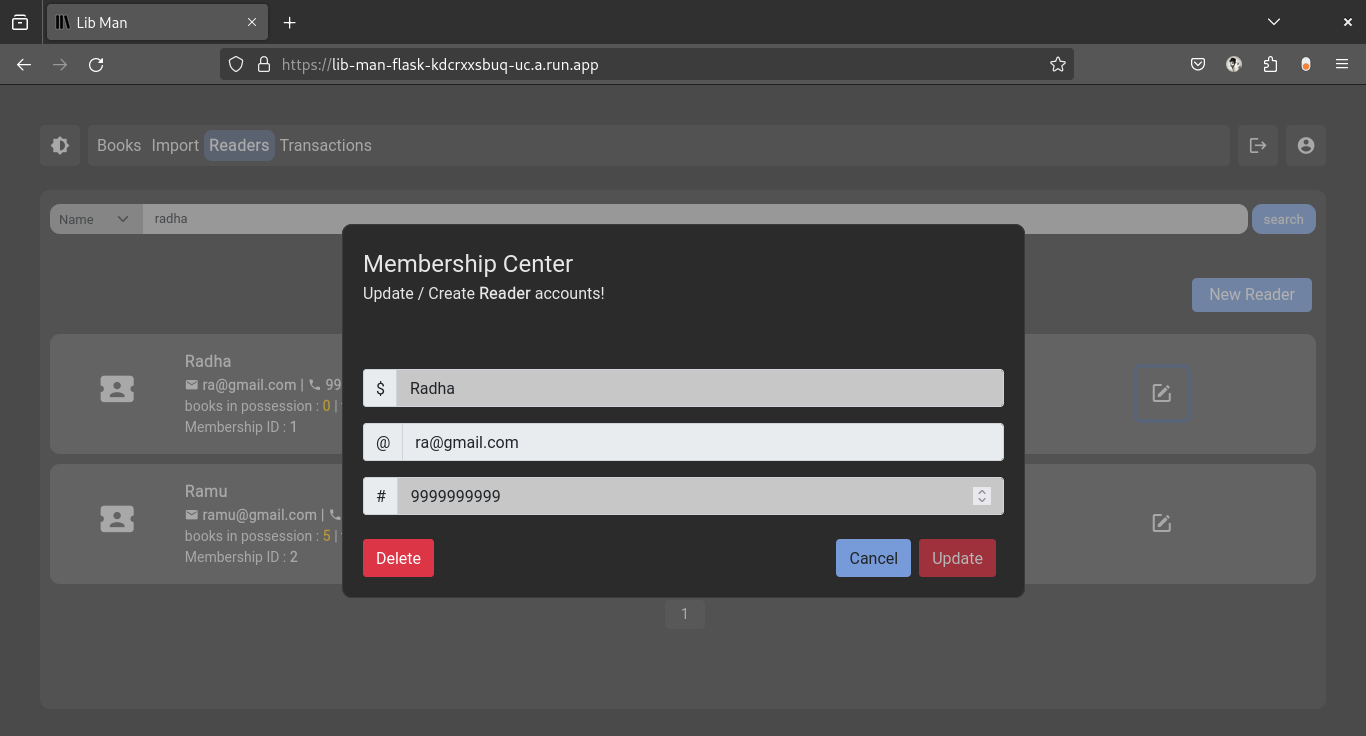 Lib Man
https://lib-man-flask-kdcrxxsbuq-uc.a.run.app
Books Import Readers Transactions
Name radha search
New Reader
Membership Center
Update / Create Reader accounts!
$ Radha
@ ra@gmail.com
# 9999999999
Delete Cancel Update
Radha
ra@gmail.com | 99
books in possession : 0 |
Membership ID : 1
Ramu
ramu@gmail.com |
books in possession : 5 |
Membership ID : 2
1